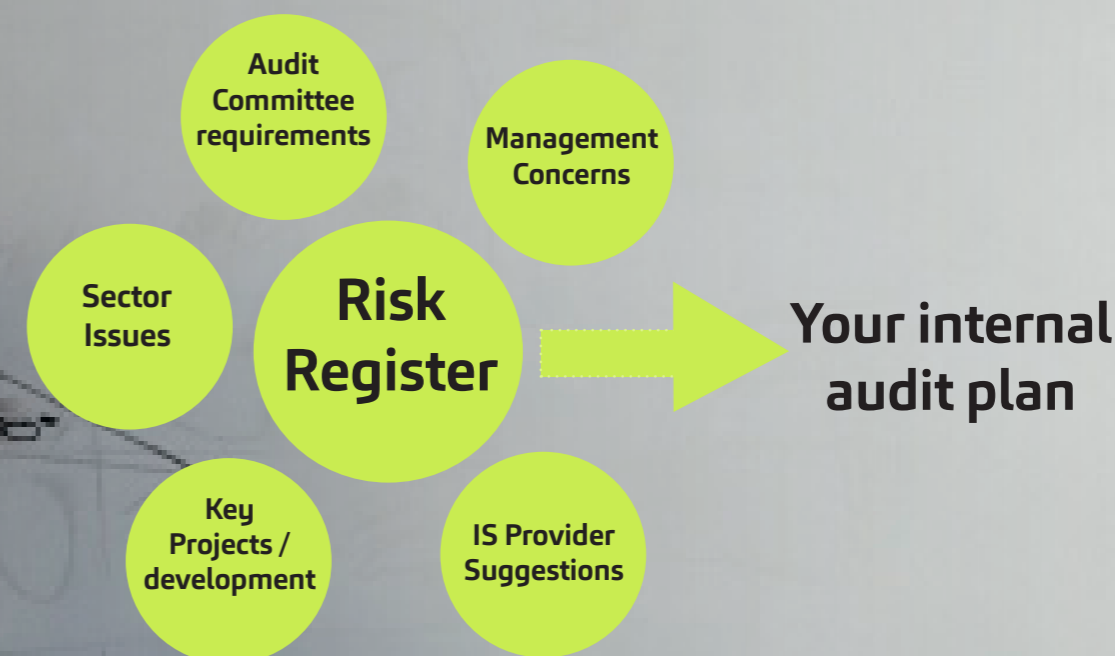 Audit
Committee
requirements
Management
Concerns
Sector
Issues
Risk
Register
Your internal
audit plan
Key
Projects /
development
IS Provider
Suggestions